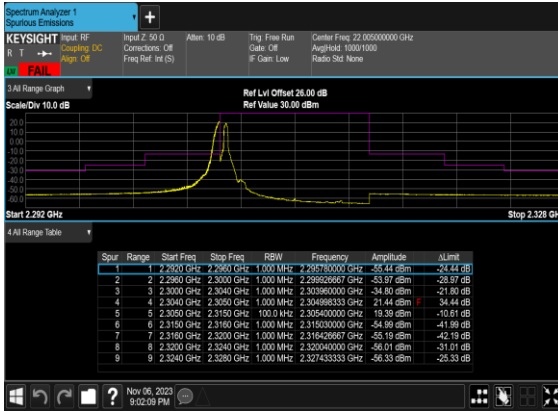 Spectrum Analyzer 1
Spurious Emissions
+
KEYSIGHT Input: RF Input Z: 50 Ω Atten: 10 dB Trig: Free Run Center Freq: 22.005000000 GHz
R T Coupling: DC Corrections: Off Gate: Off Avg|Hold: 1000/1000
Align: Off Freq Ref: Int (S) IF Gain: Low Radio Std: None
FAIL
3 All Range Graph Ref Lvl Offset 26.00 dB
Scale/Div 10.0 dB Ref Value 30.00 dBm
20.0
10.0
0.00
-10.0
-20.0
-30.0
-40.0
-50.0
-60.0
Start 2.292 GHz Stop 2.328 GH
4 All Range Table
Spur Range Start Freq Stop Freq RBW Frequency Amplitude ΔLimit
1 1 2.2920 GHz 2.2960 GHz 1.000 MHz 2.295780000 GHz -55.44 dBm -24.44 dB
2 2 2.2960 GHz 2.3000 GHz 1.000 MHz 2.299926667 GHz -53.97 dBm -28.97 dB
3 3 2.3000 GHz 2.3040 GHz 1.000 MHz 2.303960000 GHz -34.80 dBm -21.80 dB
4 4 2.3040 GHz 2.3050 GHz 1.000 MHz 2.304998333 GHz 21.44 dBm F 34.44 dB
5 5 2.3050 GHz 2.3150 GHz 100.0 kHz 2.305400000 GHz 19.39 dBm -10.61 dB
6 6 2.3150 GHz 2.3160 GHz 1.000 MHz 2.315030000 GHz -54.99 dBm -41.99 dB
7 7 2.3160 GHz 2.3200 GHz 1.000 MHz 2.316426667 GHz -55.19 dBm -42.19 dB
8 8 2.3200 GHz 2.3240 GHz 1.000 MHz 2.320040000 GHz -56.01 dBm -31.01 dB
9 9 2.3240 GHz 2.3280 GHz 1.000 MHz 2.327433333 GHz -56.33 dBm -25.33 dB
? Nov 06, 2023
9:02:09 PM